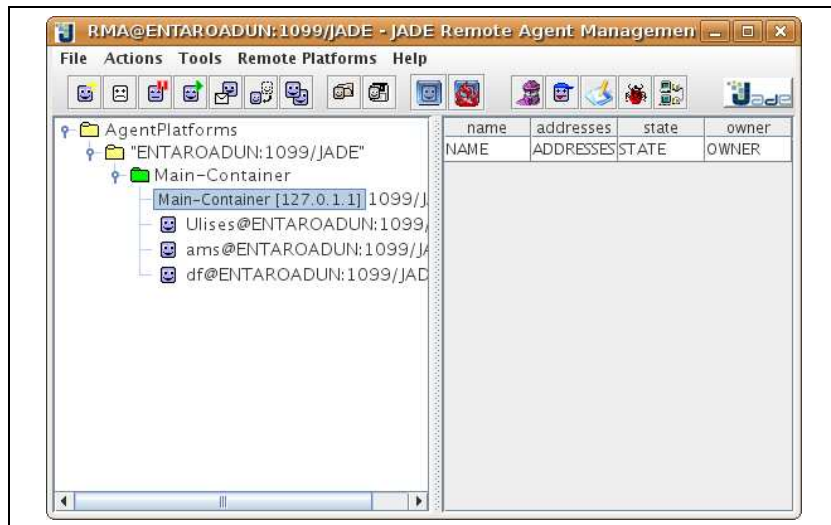 RMA@ENTAROADUN:1099/JADE - JADE Remote Agent Managemen
File Actions Tools Remote Platforms Help
Jade
AgentPlatforms
"ENTAROADUN:1099/JADE"
Main-Container
Main-Container [127.0.1.1] 1099/J
Ulises@ENTAROADUN:1099/
ams@ENTAROADUN:1099/JA
df@ENTAROADUN:1099/JAD
name addresses state owner
NAME ADDRESSES STATE OWNER